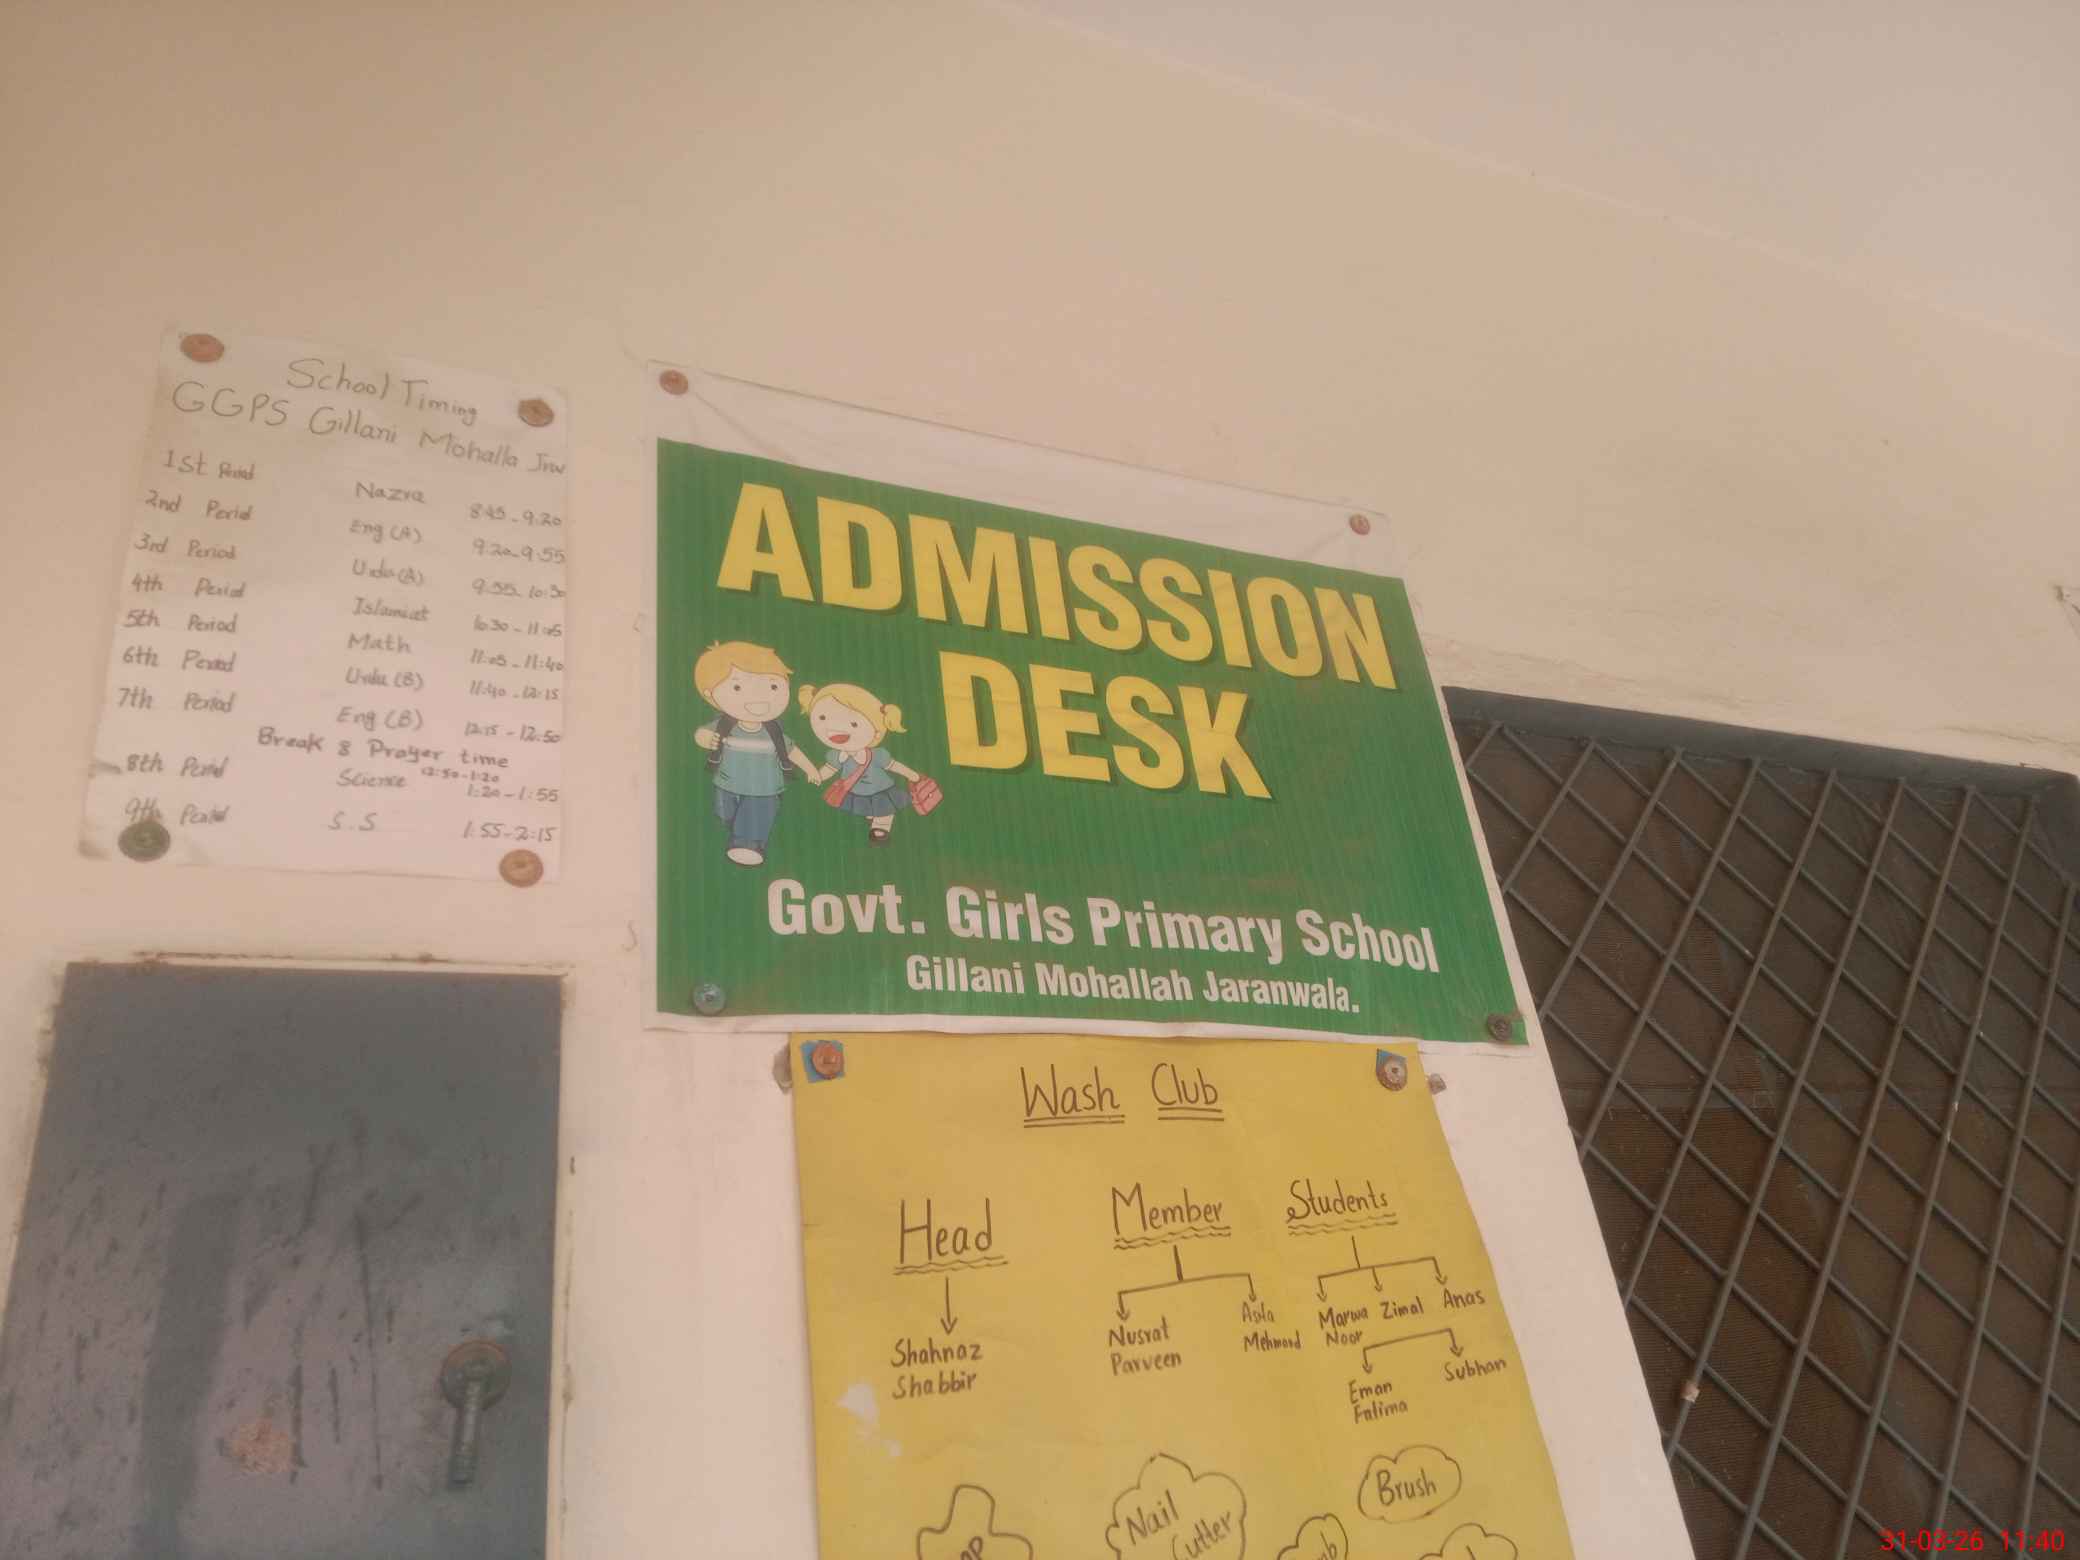 School Timing
GGPS Gillani Mohalla Jrw
1st Period Nazra 8:45-9:20
2nd Period Eng (A) 9:20-9:55
3rd Period Urdu (A) 9:55-10:30
4th Period Islamiat 10:30-11:05
5th Period Math 11:05-11:40
6th Period Urdu (B) 11:40-12:15
7th Period Eng (B) 12:15-12:50
Break & Prayer time
12:50-1:20
8th Period Science 1:20-1:55
9th Period S.S 1:55-2:15
ADMISSION
DESK
Govt. Girls Primary School
Gillani Mohallah Jaranwala.
Wash Club
Head Member Students
Shahnaz
Shabbir
Nusrat
Parveen
Mehmood
Marwa
Noor
Zimal
Anas
Eman
Fatima
Subhan
Nail
Cutter
Brush
31-03-26 11:40